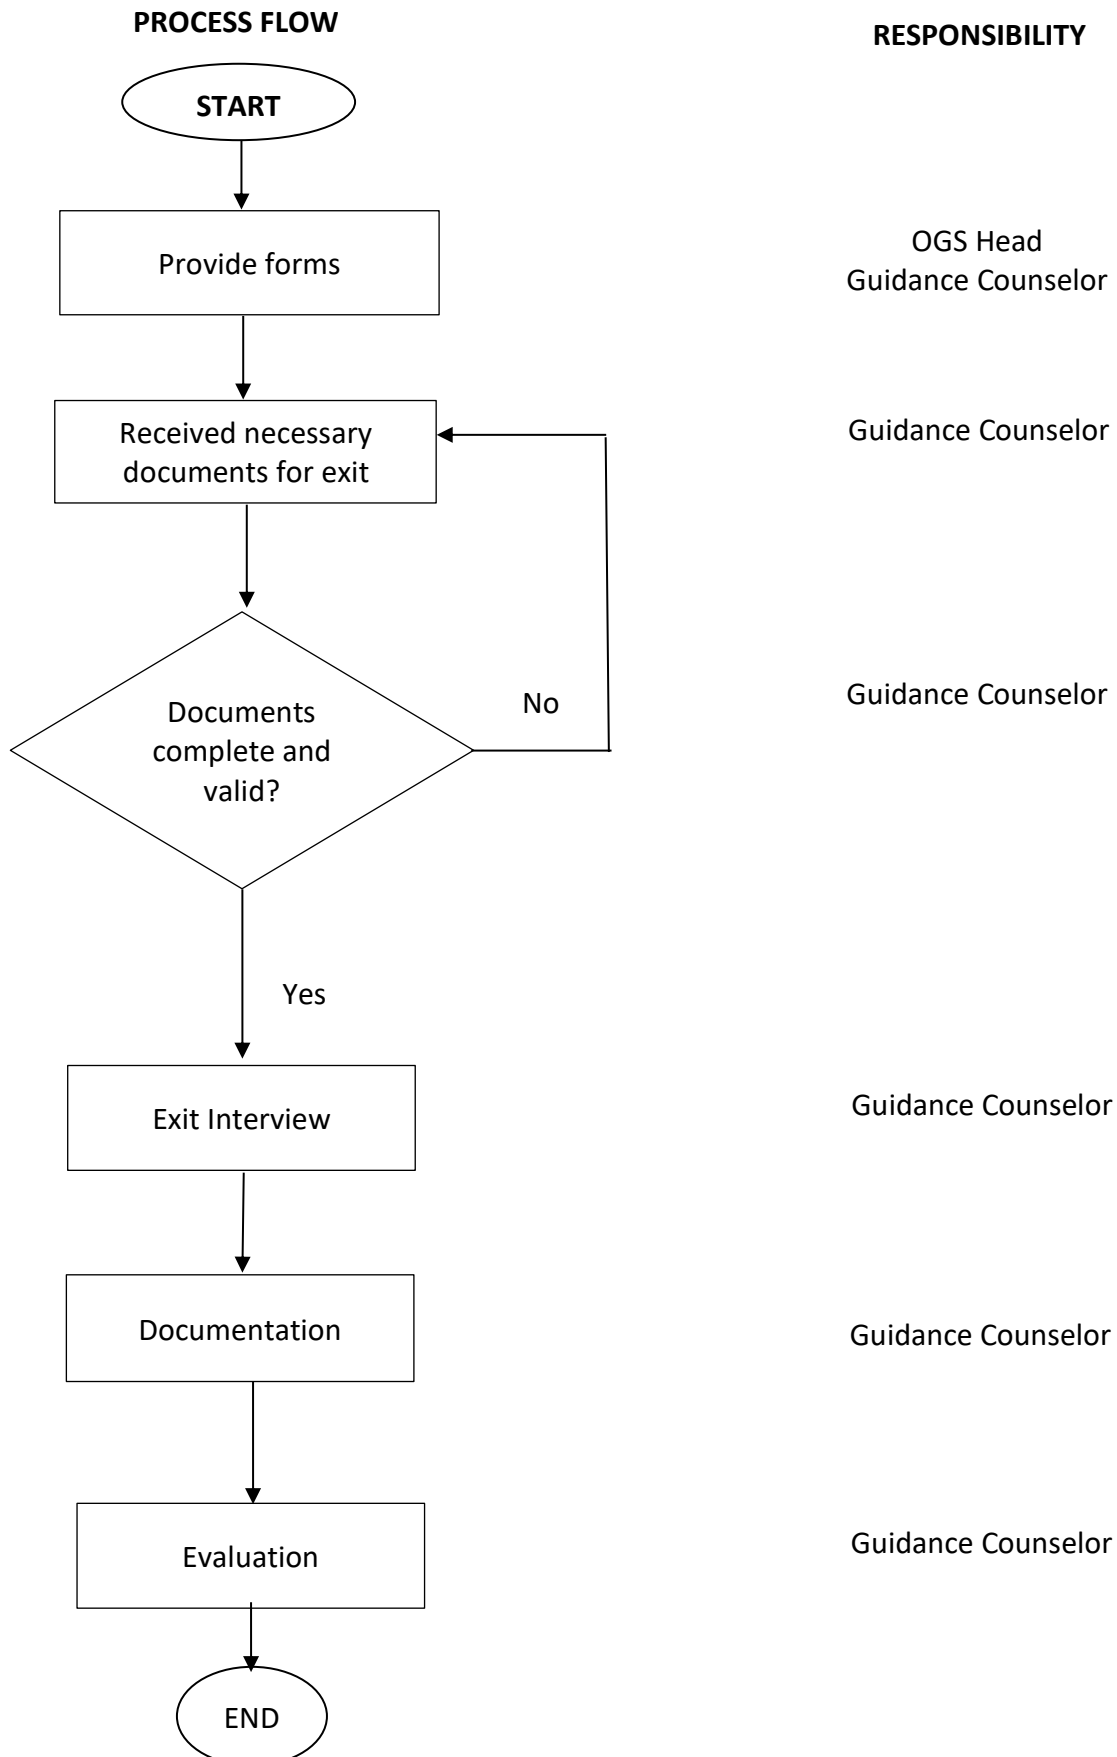 PROCESS FLOW
RESPONSIBILITY
START
Provide forms
OGS Head
Guidance Counselor
Received necessary
documents for exit
Guidance Counselor
Documents
complete and
valid?
No
Guidance Counselor
Yes
Exit Interview
Guidance Counselor
Documentation
Guidance Counselor
Evaluation
Guidance Counselor
END